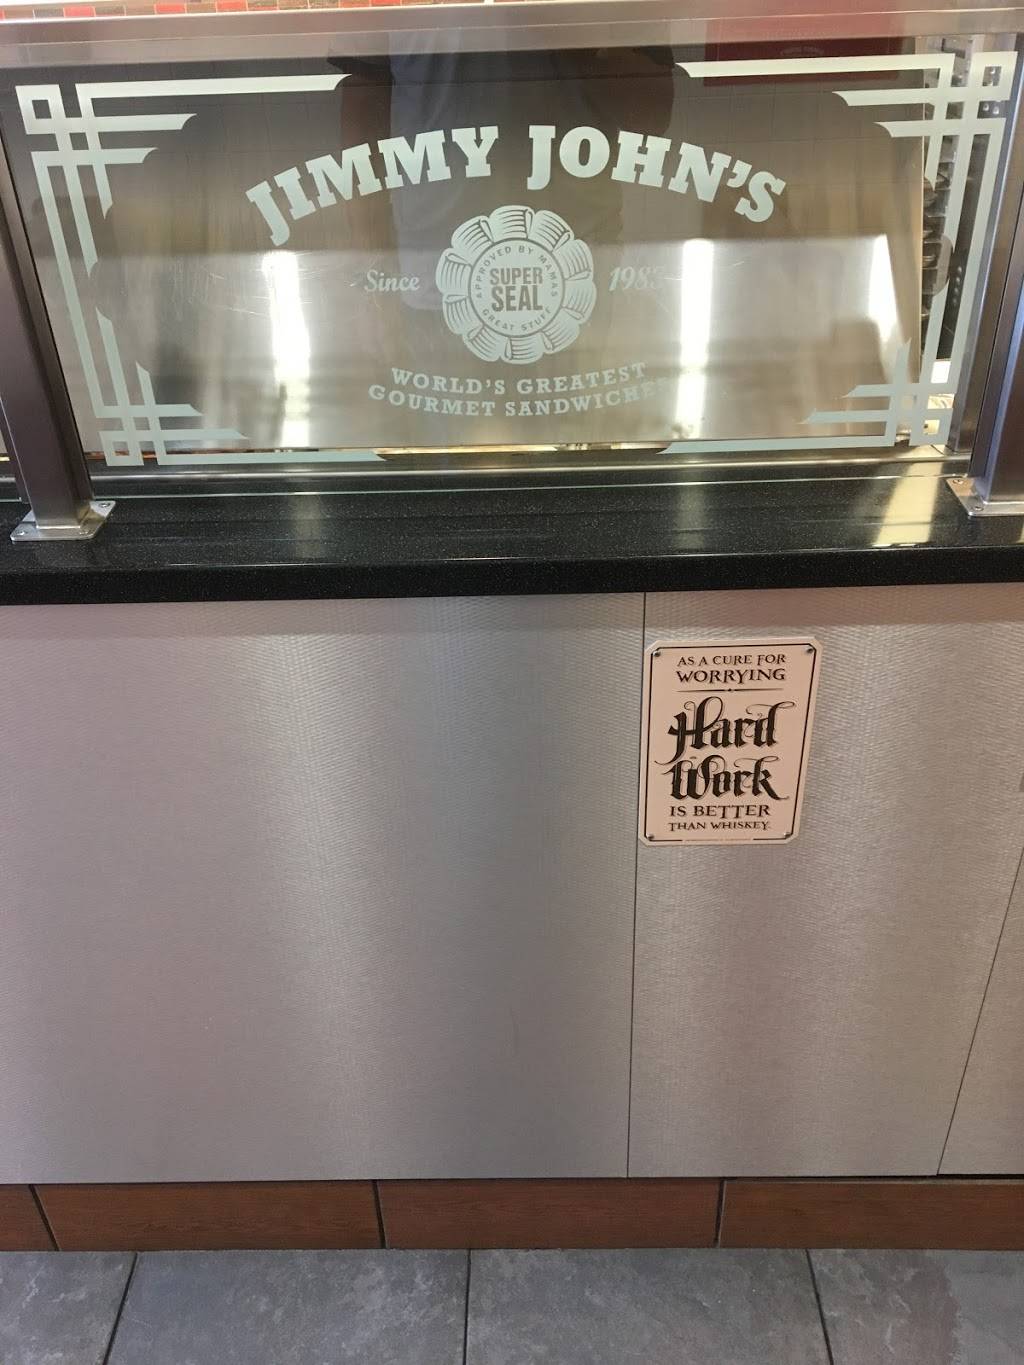 JIMMY JOHN'S
Since 1983
APPROVED BY MAMAS
SUPER
SEAL
GREAT STUFF
WORLD'S GREATEST
GOURMET SANDWICHES
AS A CURE FOR
WORRYING
Hard
Work
IS BETTER
THAN WHISKEY.